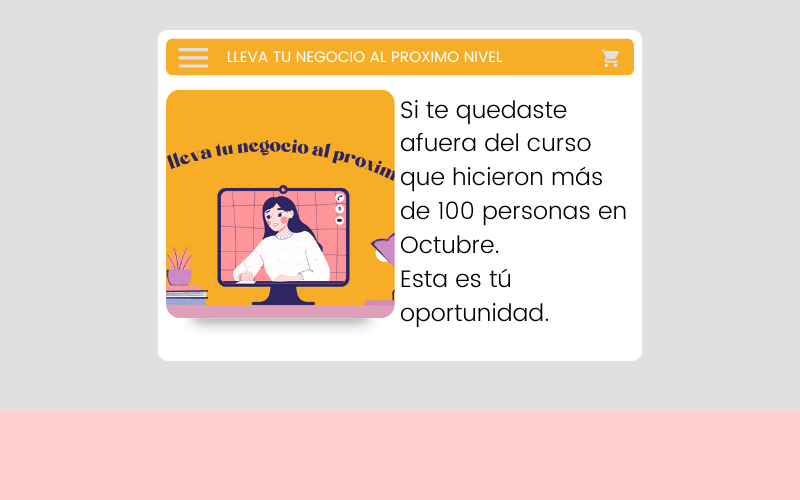 LLEVA TU NEGOCIO AL PROXIMO NIVEL
lleva tu negocio al proxim
Si te quedaste
afuera del curso
que hicieron más
de 100 personas en
Octubre.
Esta es tú
oportunidad.